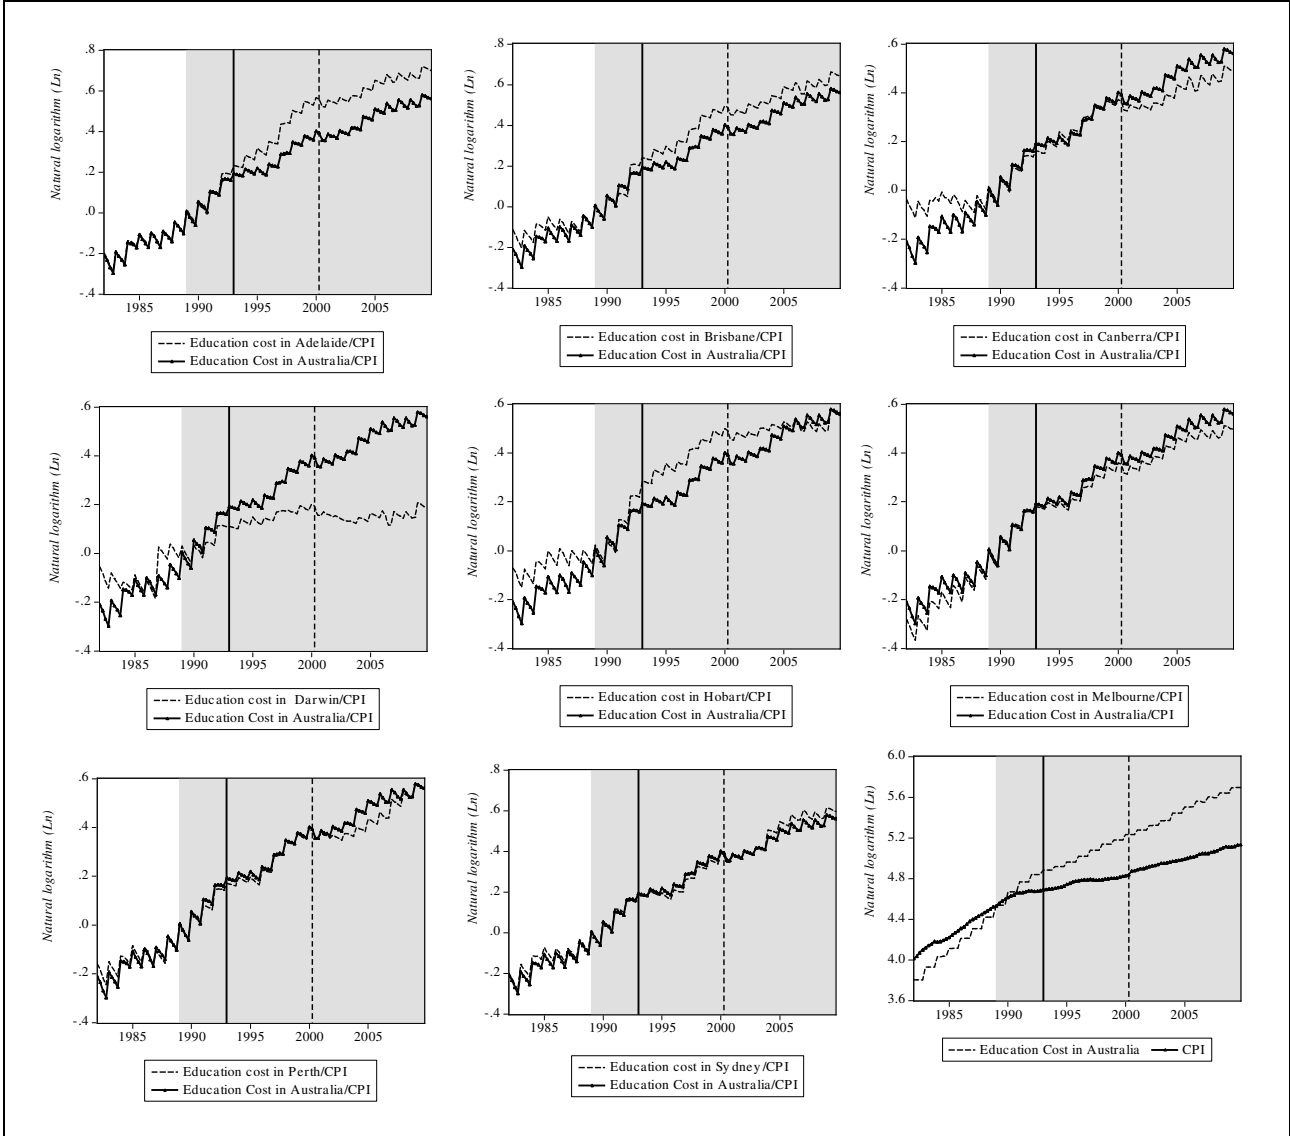 Natural logarithm (Ln)
.8
.6
.4
.2
.0
-.2
-.4
1985 1990 1995 2000 2005
Education cost in Adelaide/CPI
Education Cost in Australia/CPI
Natural logarithm (Ln)
.8
.6
.4
.2
.0
-.2
-.4
1985 1990 1995 2000 2005
Education cost in Brisbane/CPI
Education Cost in Australia/CPI
Natural logarithm (Ln)
.6
.4
.2
.0
-.2
-.4
1985 1990 1995 2000 2005
Education cost in Canberra/CPI
Education Cost in Australia/CPI
Natural logarithm (Ln)
.6
.4
.2
.0
-.2
-.4
1985 1990 1995 2000 2005
Education cost in Darwin/CPI
Education Cost in Australia/CPI
Natural logarithm (Ln)
.6
.4
.2
.0
-.2
-.4
1985 1990 1995 2000 2005
Education cost in Hobart/CPI
Education Cost in Australia/CPI
Natural logarithm (Ln)
.6
.4
.2
.0
-.2
-.4
1985 1990 1995 2000 2005
Education cost in Melbourne/CPI
Education Cost in Australia/CPI
Natural logarithm (Ln)
.6
.4
.2
.0
-.2
-.4
1985 1990 1995 2000 2005
Education cost in Perth/CPI
Education Cost in Australia/CPI
Natural logarithm (Ln)
.8
.6
.4
.2
.0
-.2
-.4
1985 1990 1995 2000 2005
Education cost in Sydney/CPI
Education Cost in Australia/CPI
Natural logarithm (Ln)
6.0
5.6
5.2
4.8
4.4
4.0
3.6
1985 1990 1995 2000 2005
Education Cost in Australia CPI